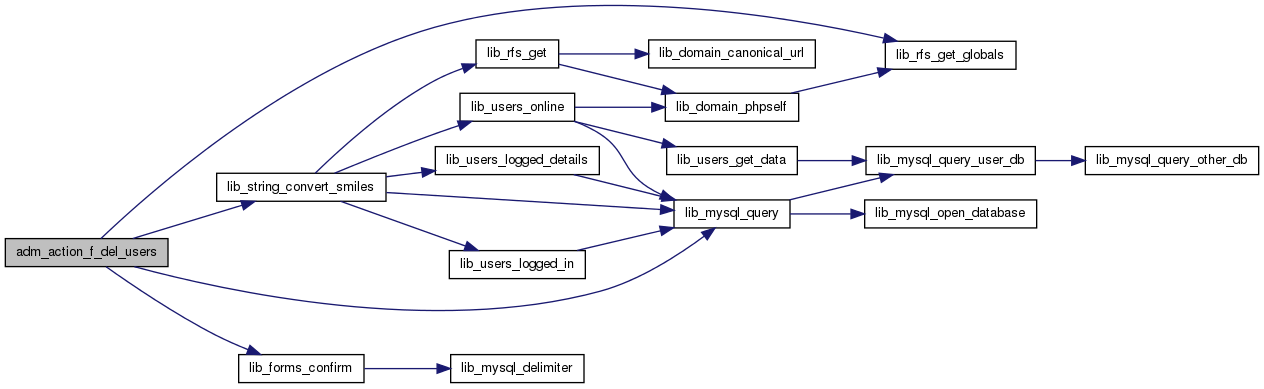 adm_action_f_del_users
lib_string_convert_smiles
lib_forms_confirm
lib_rfs_get
lib_users_online
lib_users_logged_details
lib_users_logged_in
lib_mysql_delimiter
lib_domain_canonical_url
lib_domain_phpself
lib_users_get_data
lib_mysql_query
lib_rfs_get_globals
lib_mysql_query_user_db
lib_mysql_open_database
lib_mysql_query_other_db